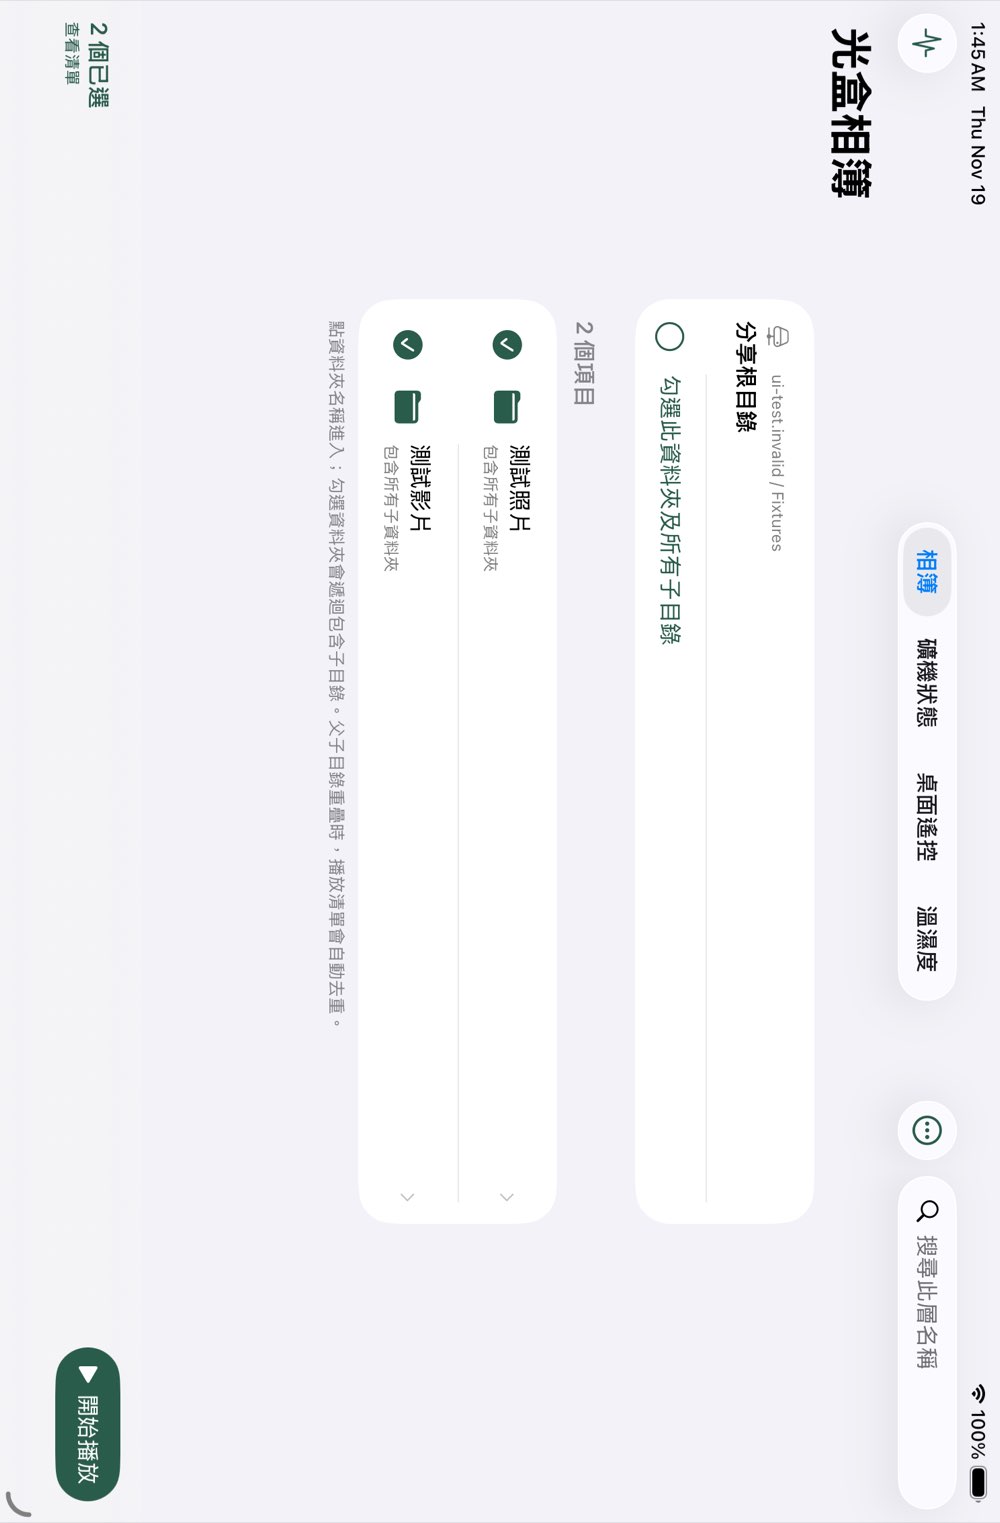 1:45 AM Thu Nov 19
100%
相簿 礦機狀態 桌面遙控 溫濕度
搜尋此層名稱
光盒相簿
ui-test.invalid / Fixtures
分享根目錄
勾選此資料夾及所有子目錄
2 個項目
測試照片
包含所有子資料夾
測試影片
包含所有子資料夾
點資料夾名稱進入；勾選資料夾會遞迴包含子目錄。父子目錄重疊時，播放清單會自動去重。
2 個已選
查看清單
開始播放